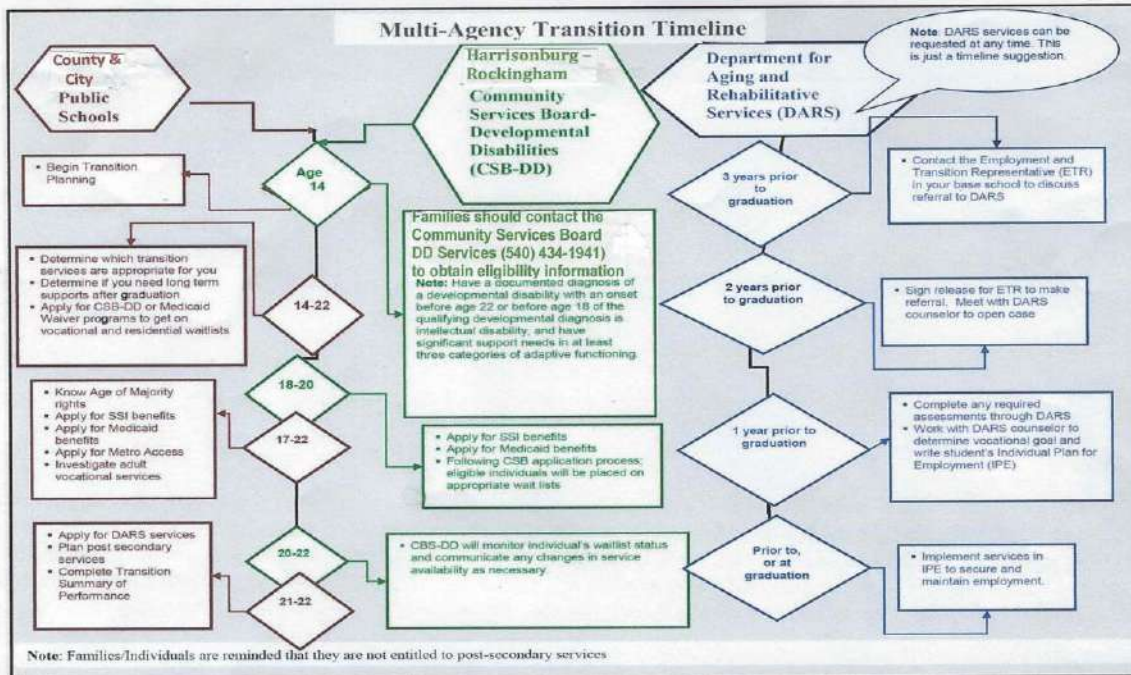 Multi-Agency Transition Timeline
County &
City
Public
Schools
Harrisonburg –
Rockingham
Community
Services Board-
Developmental
Disabilities
(CSB-DD)
Department for
Aging and
Rehabilitative
Services (DARS)
Note: DARS services can be
requested at any time. This
is just a timeline suggestion.
Age
14
▪ Begin Transition
Planning
Families should contact the
Community Services Board
DD Services (540) 434-1941)
to obtain eligibility information
Note: Have a documented diagnosis
of a developmental disability with an onset
before age 22 or before age 18 of the
qualifying developmental diagnosis is
intellectual disability, and have
significant support needs in at least
three categories of adaptive functioning.
3 years prior
to
graduation
▪ Contact the Employment and
Transition Representative (ETR)
in your base school to discuss
referral to DARS
▪ Determine which transition
services are appropriate for you
▪ Determine if you need long term
supports after graduation
▪ Apply for CSB-DD or Medicaid
Waiver programs to get on
vocational and residential waitlists
14-22
2 years prior
to graduation
▪ Sign release for ETR to make
referral. Meet with DARS
counselor to open case
18-20
▪ Know Age of Majority
rights
▪ Apply for SSI benefits
▪ Apply for Medicaid
benefits
▪ Apply for Metro Access
▪ Investigate adult
vocational services
17-22
▪ Apply for SSI benefits
▪ Apply for Medicaid benefits
▪ Following CSB application process;
eligible individuals will be placed on
appropriate wait lists
1 year prior to
graduation
▪ Complete any required
assessments through DARS
▪ Work with DARS counselor to
determine vocational goal and
write student's Individual Plan for
Employment (IPE)
▪ Apply for DARS services
▪ Plan post secondary
services
▪ Complete Transition
Summary of
Performance
20-22
21-22
▪ CBS-DD will monitor individual's waitlist status
and communicate any changes in service
availability as necessary.
Prior to,
or at
graduation
▪ Implement services in
IPE to secure and
maintain employment.
Note: Families/Individuals are reminded that they are not entitled to post-secondary services